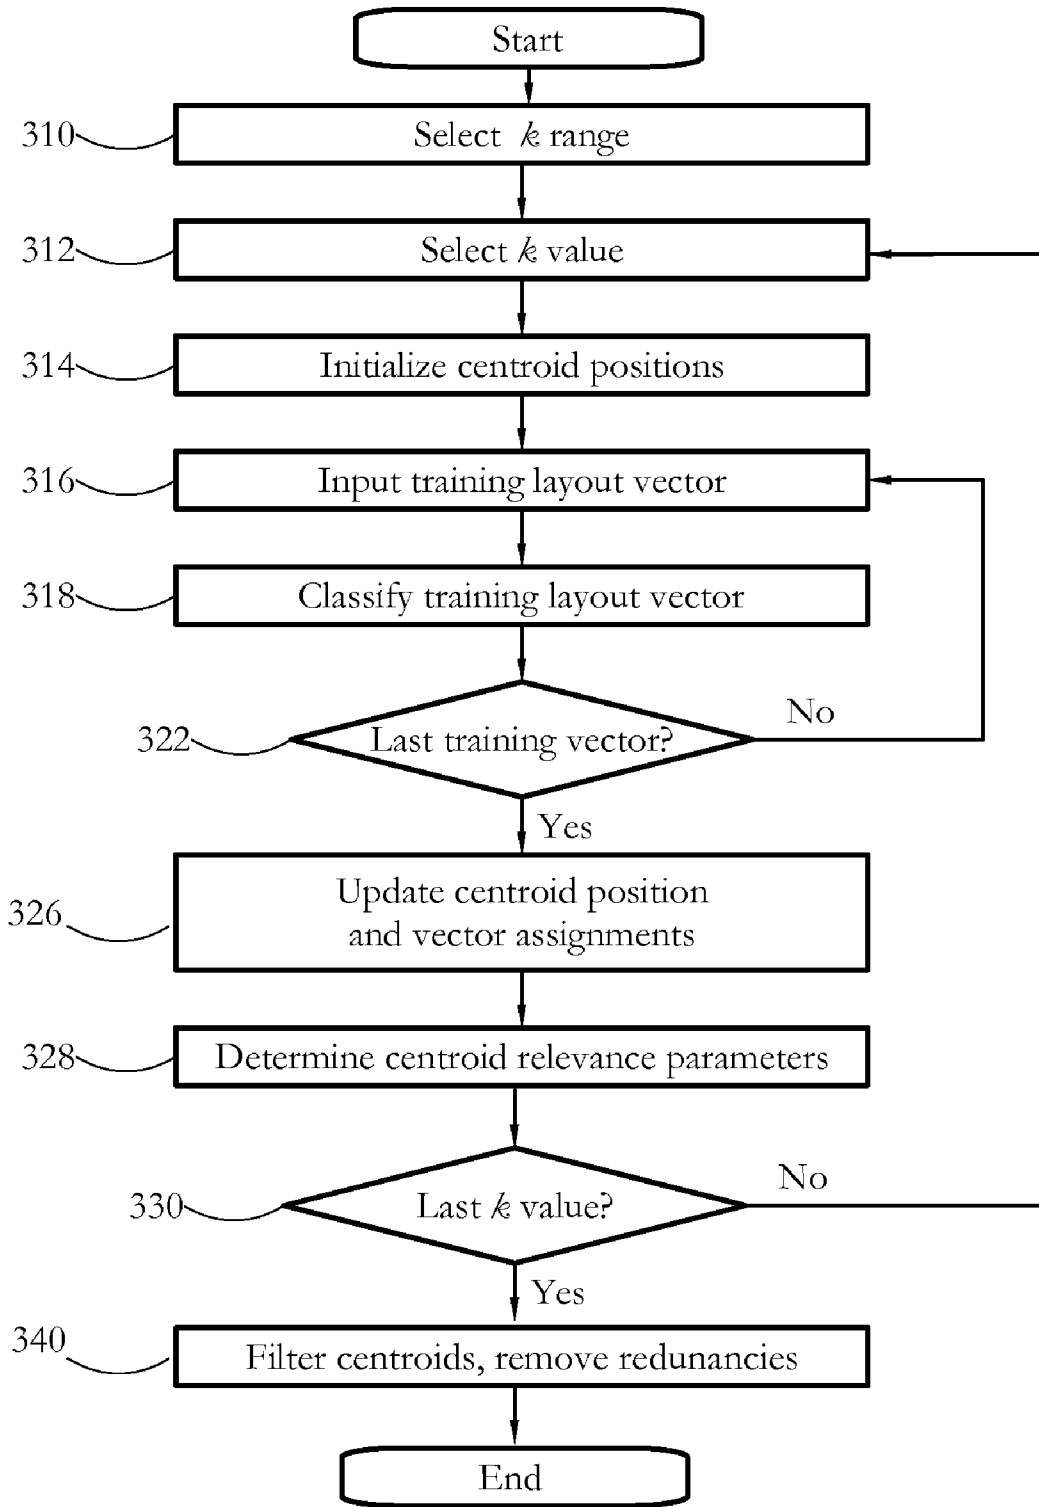 Start
310
Select k range
312
Select k value
314
Initialize centroid positions
316
Input training layout vector
318
Classify training layout vector
322
Last training vector?
No
Yes
326
Update centroid position
and vector assignments
328
Determine centroid relevance parameters
330
Last k value?
No
Yes
340
Filter centroids, remove redunancies
End